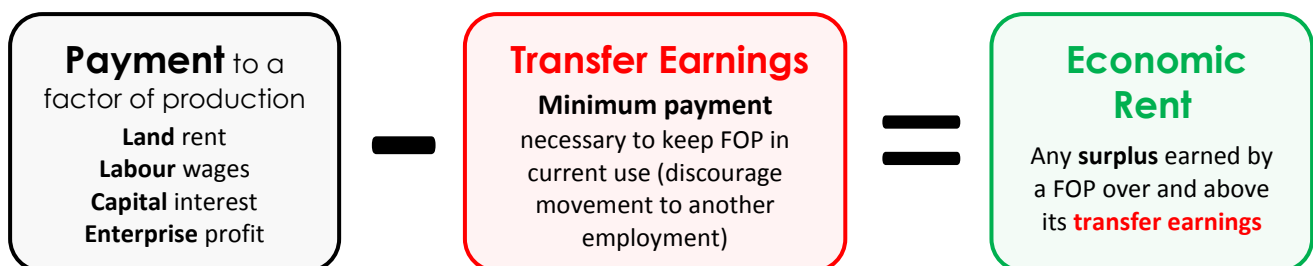 Payment to a
factor of production
Land rent
Labour wages
Capital interest
Enterprise profit
-
Transfer Earnings
Minimum payment
necessary to keep FOP in
current use (discourage
movement to another
employment)
=
Economic
Rent
Any surplus earned by
a FOP over and above
its transfer earnings